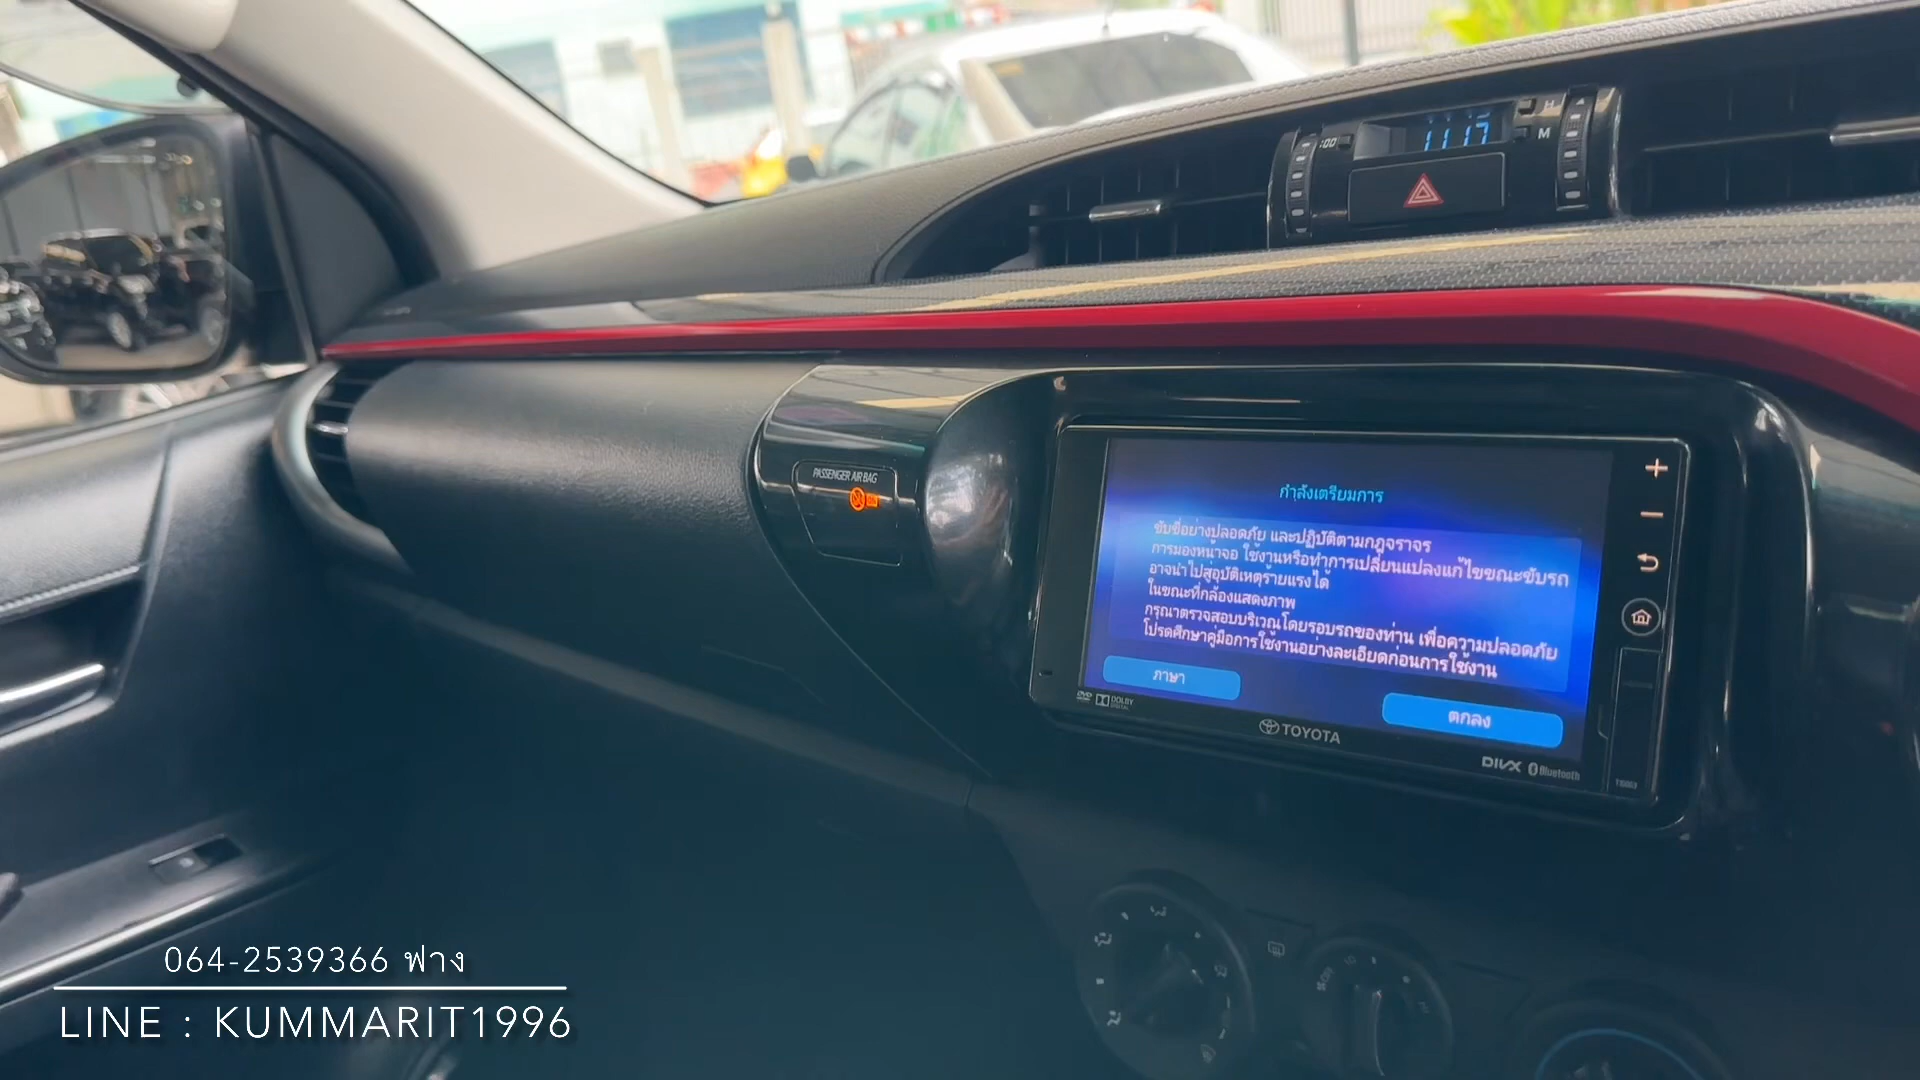 :00
H
11:17
M
PASSENGER AIR BAG
กำลังเตรียมการ
ขับขี่อย่างปลอดภัย และปฏิบัติตามกฎจราจร
การมองหน้าจอ ใช้งานหรือทำการเปลี่ยนแปลงแก้ไขขณะขับรถ
อาจนำไปสู่อุบัติเหตุร้ายแรงได้
ในขณะที่กล้องแสดงภาพ
กรุณาตรวจสอบบริเวณโดยรอบรถของท่าน เพื่อความปลอดภัย
โปรดศึกษาคู่มือการใช้งานอย่างละเอียดก่อนการใช้งาน
ภาษา
ตกลง
DVD
DOLBY
DIGITAL
TOYOTA
DIVX Bluetooth
064-2539366 ฟาง
LINE : KUMMARIT1996